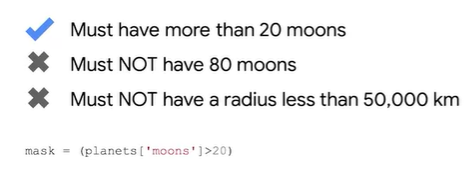 Must have more than 20 moons
Must NOT have 80 moons
Must NOT have a radius less than 50,000 km
mask = (planets['moons']>20)